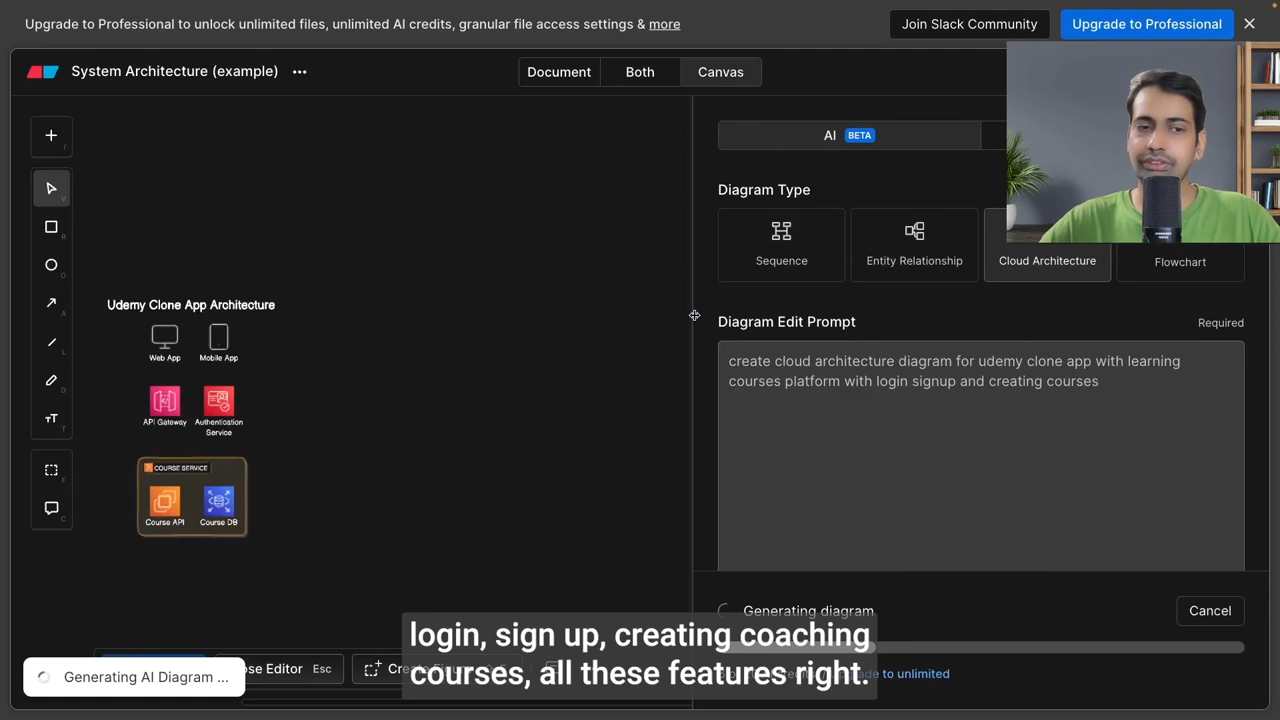 Upgrade to Professional to unlock unlimited files, unlimited AI credits, granular file access settings & more
Join Slack Community
Upgrade to Professional
System Architecture (example)
Document
Both
Canvas
AI BETA
Diagram Type
Sequence
Entity Relationship
Cloud Architecture
Flowchart
Diagram Edit Prompt
Required
create cloud architecture diagram for udemy clone app with learning
courses platform with login signup and creating courses
/
V
R
O
A
L
D
T
F
C
Udemy Clone App Architecture
Web App
Mobile App
API Gateway
Authentication
Service
COURSE SERVICE
Course API
Course DB
Generating diagram
Cancel
to unlimited
Esc
login, sign up, creating coaching
courses, all these features right.
Generating AI Diagram ...